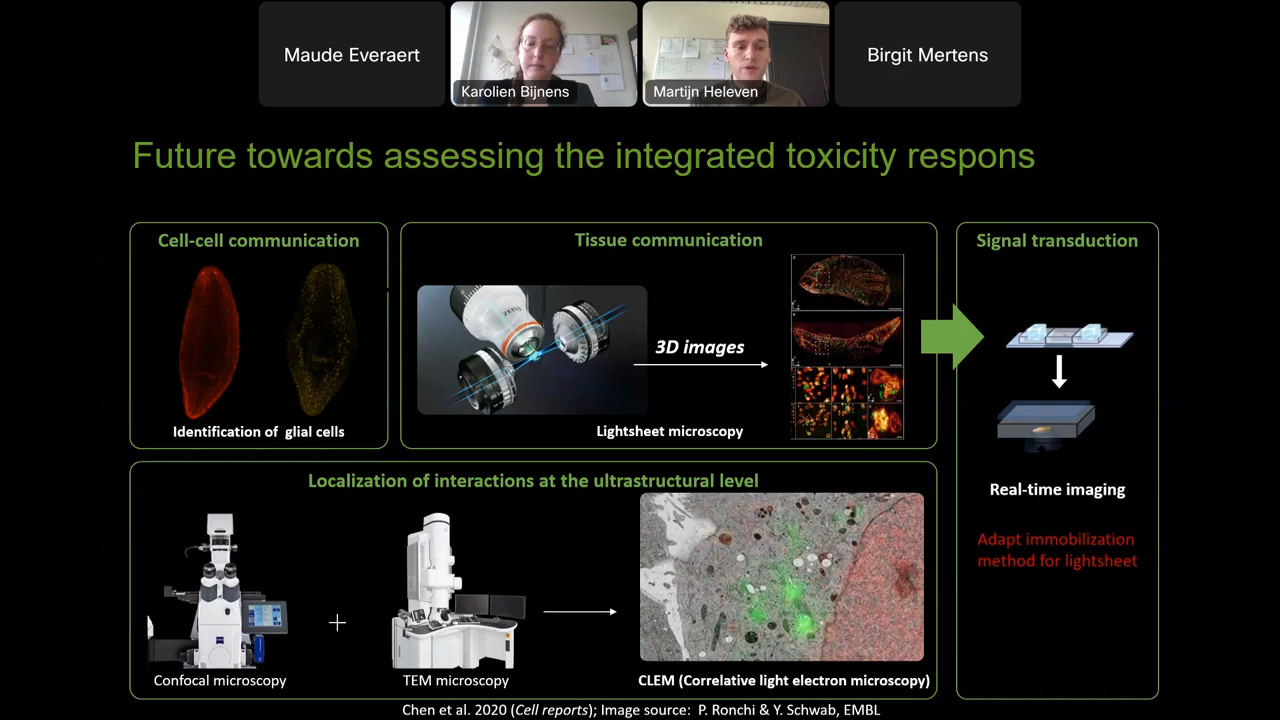 Maude Everaert
Karolien Bijnens
Martijn Heleven
Birgit Mertens
Future towards assessing the integrated toxicity respons
Cell-cell communication
Identification of glial cells
Tissue communication
ZEISS
3D images
Lightsheet microscopy
Signal transduction
Real-time imaging
Adapt immobilization
method for lightsheet
Localization of interactions at the ultrastructural level
Confocal microscopy
+
TEM microscopy
CLEM (Correlative light electron microscopy)
Chen et al. 2020 (Cell reports); Image source: P. Ronchi & Y. Schwab, EMBL